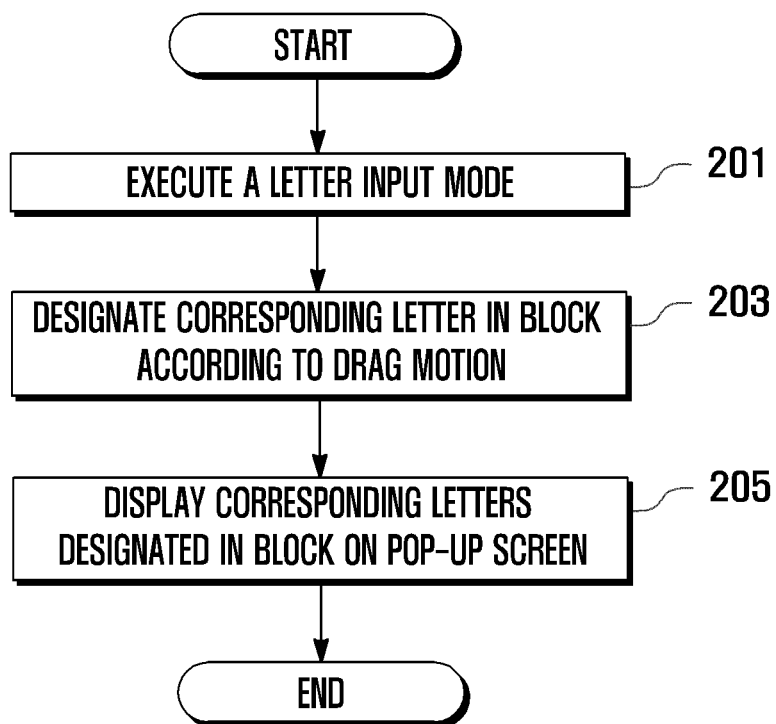 START
EXECUTE A LETTER INPUT MODE
201
DESIGNATE CORRESPONDING LETTER IN BLOCK
ACCORDING TO DRAG MOTION
203
DISPLAY CORRESPONDING LETTERS
DESIGNATED IN BLOCK ON POP-UP SCREEN
205
END